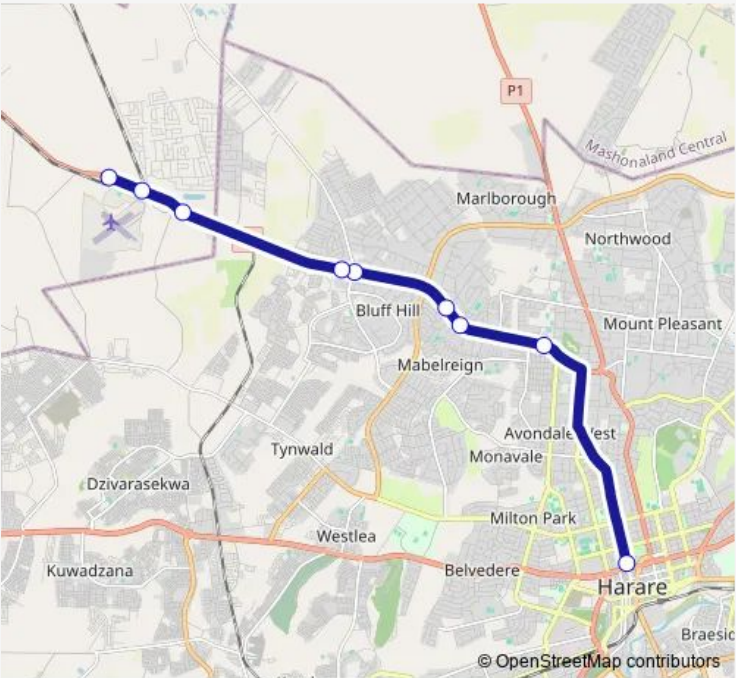 P1
Mashonaland Central
Marlborough
Northwood
Bluff Hill
Mount Pleasant
Mabelreign
Avondale West
Tynwald
Monavale
Dzivarasekwa
Milton Park
Westlea
Kuwadzana
Belvedere
Harare
Braesid
© OpenStreetMap contributors